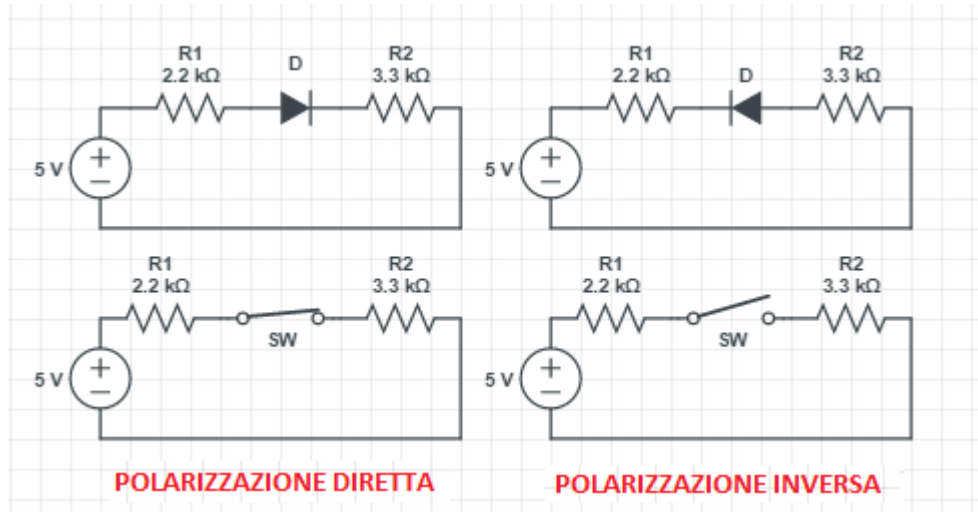 R1
2.2 kΩ
D
R2
3.3 kΩ
5 V
R1
2.2 kΩ
D
R2
3.3 kΩ
5 V
R1
2.2 kΩ
SW
R2
3.3 kΩ
5 V
R1
2.2 kΩ
SW
R2
3.3 kΩ
5 V
POLARIZZAZIONE DIRETTA
POLARIZZAZIONE INVERSA